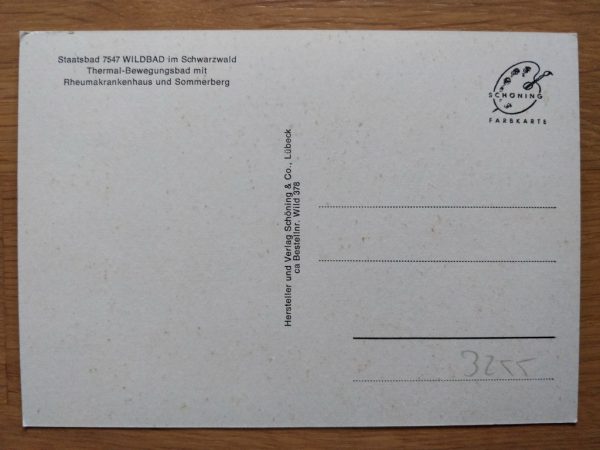 Staatsbad 7547 WILDBAD im Schwarzwald
Thermal-Bewegungsbad mit
Rheumakrankenhaus und Sommerberg
SCHÖNING
FARBKARTE
Hersteller und Verlag Schöning & Co., Lübeck
ca Bestellnr. Wild 378
3255